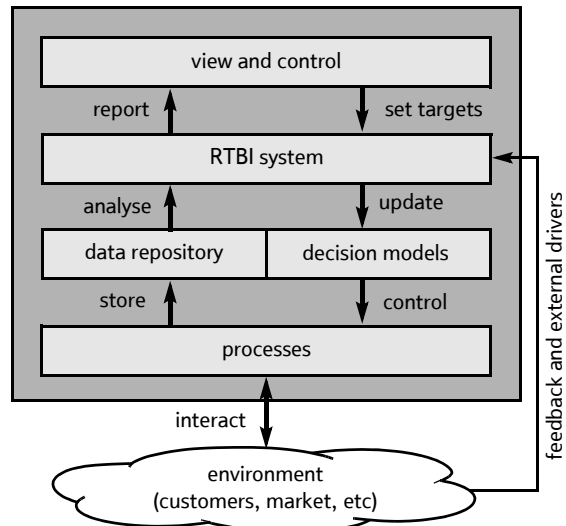 view and control
report
set targets
RTBI system
analyse
update
data repository
decision models
store
control
processes
interact
environment
(customers, market, etc)
feedback and external drivers